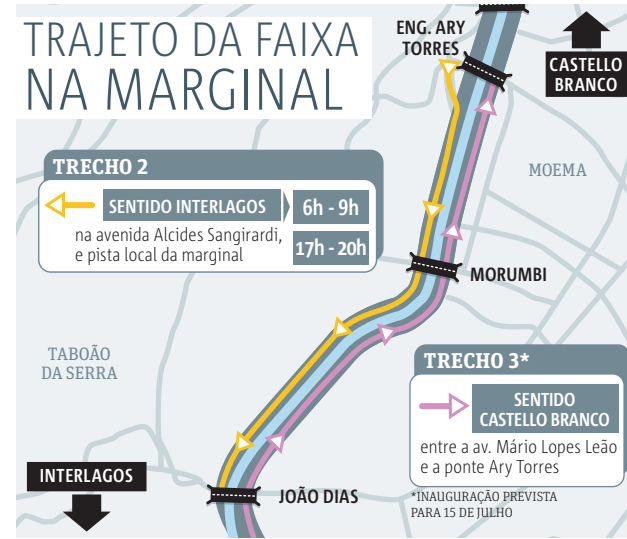 TRAJETO DA FAIXA
NA MARGINAL
ENG. ARY
TORRES
CASTELLO
BRANCO
TRECHO 2
SENTIDO INTERLAGOS
6h - 9h
17h - 20h
na avenida Alcides Sangirardi,
e pista local da marginal
MOEMA
MORUMBI
TABOÃO
DA SERRA
TRECHO 3*
SENTIDO
CASTELLO BRANCO
entre a av. Mário Lopes Leão
e a ponte Ary Torres
*INAUGURAÇÃO PREVISTA
PARA 15 DE JULHO
INTERLAGOS
JOÃO DIAS